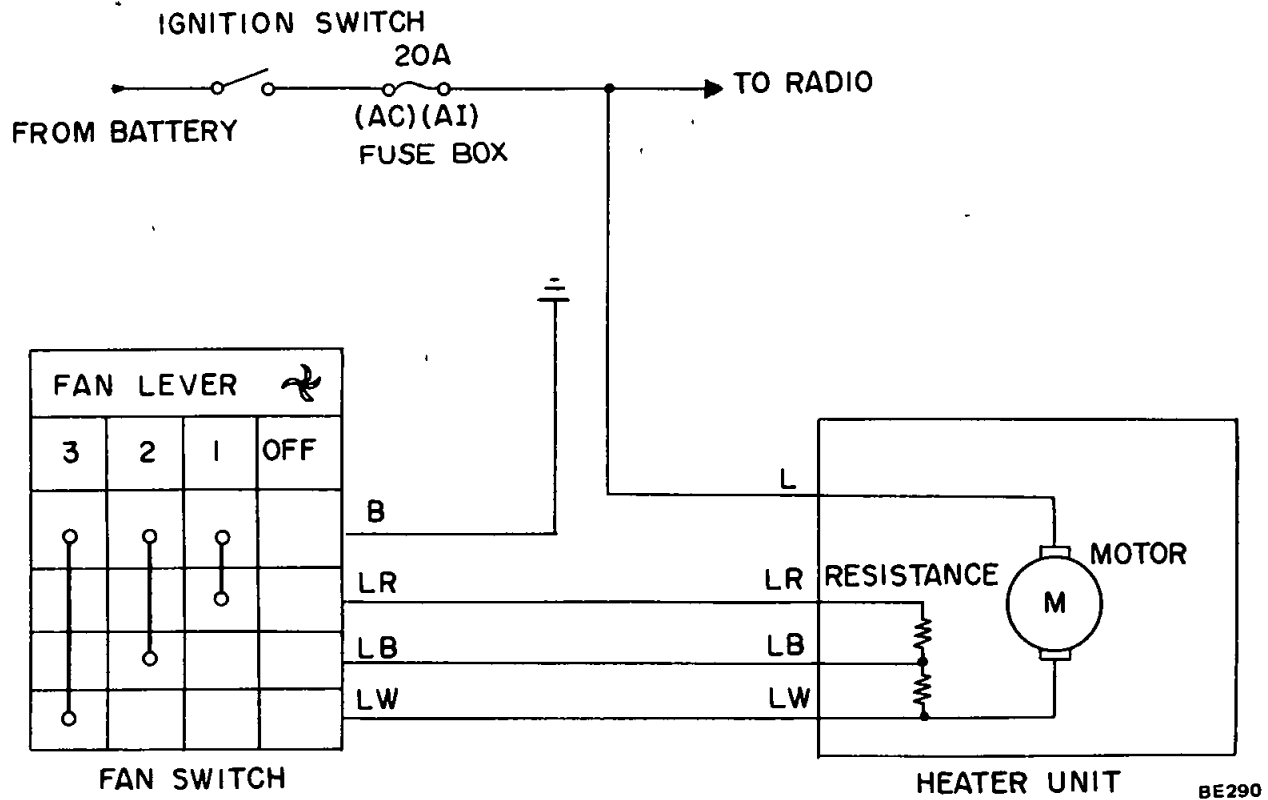 IGNITION SWITCH
20A
TO RADIO
FROM BATTERY
(AC)(AI)
FUSE BOX
FAN LEVER
3 2 1 OFF
L
B
MOTOR
LR LR RESISTANCE
M
LB LB
LW LW
FAN SWITCH
HEATER UNIT
BE290